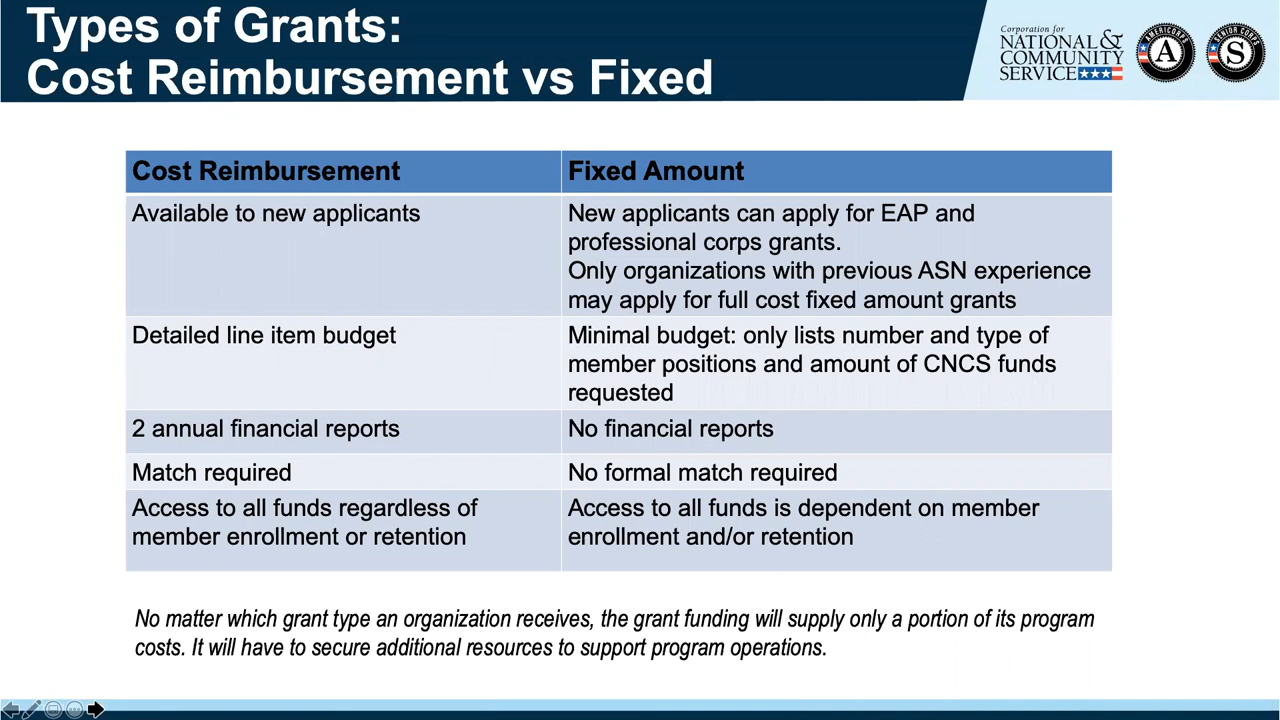 Types of Grants:
Cost Reimbursement vs Fixed
Corporation for
NATIONAL &
COMMUNITY
SERVICE
AMERICORPS
A
SENIOR CORPS
S
Cost Reimbursement
Fixed Amount
Available to new applicants
New applicants can apply for EAP and
professional corps grants.
Only organizations with previous ASN experience
may apply for full cost fixed amount grants
Detailed line item budget
Minimal budget: only lists number and type of
member positions and amount of CNCS funds
requested
2 annual financial reports
No financial reports
Match required
No formal match required
Access to all funds regardless of
member enrollment or retention
Access to all funds is dependent on member
enrollment and/or retention
No matter which grant type an organization receives, the grant funding will supply only a portion of its program
costs. It will have to secure additional resources to support program operations.